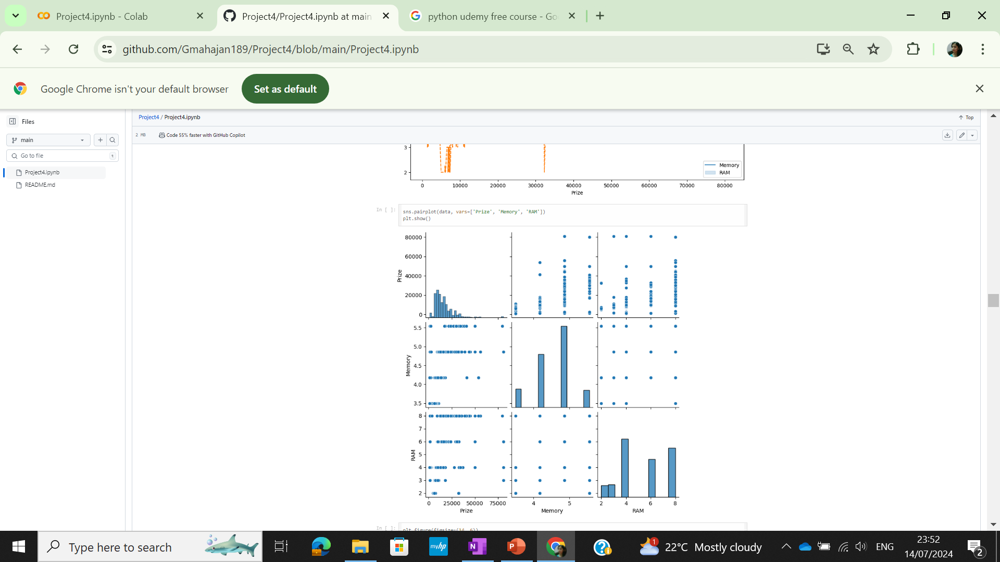 Project4.ipynb - Colab
Project4/Project4.ipynb at main
python udemy free course - Go
github.com/Gmahajan189/Project4/blob/main/Project4.ipynb
Google Chrome isn't your default browser
Set as default
Files
main
Go to file
t
Project4.ipynb
README.md
Project4 / Project4.ipynb
Top
2 MB
Code 55% faster with GitHub Copilot
3
2
Memory
RAM
0 10000 20000 30000 40000 50000 60000 70000 80000
Prize
In [ ]:
sns.pairplot(data, vars=['Prize', 'Memory', 'RAM'])
plt.show()
80000
60000
40000
20000
0
Prize
5.5
5.0
4.5
4.0
3.5
Memory
8
7
6
5
4
3
2
RAM
0 25000 50000 75000
Prize
4 5
Memory
2 4 6 8
RAM
In [ ]:
plt.figure(figsize=(14, 6))
Type here to search
myhp
N
P
1
22°C Mostly cloudy
ENG
23:52
14/07/2024
2